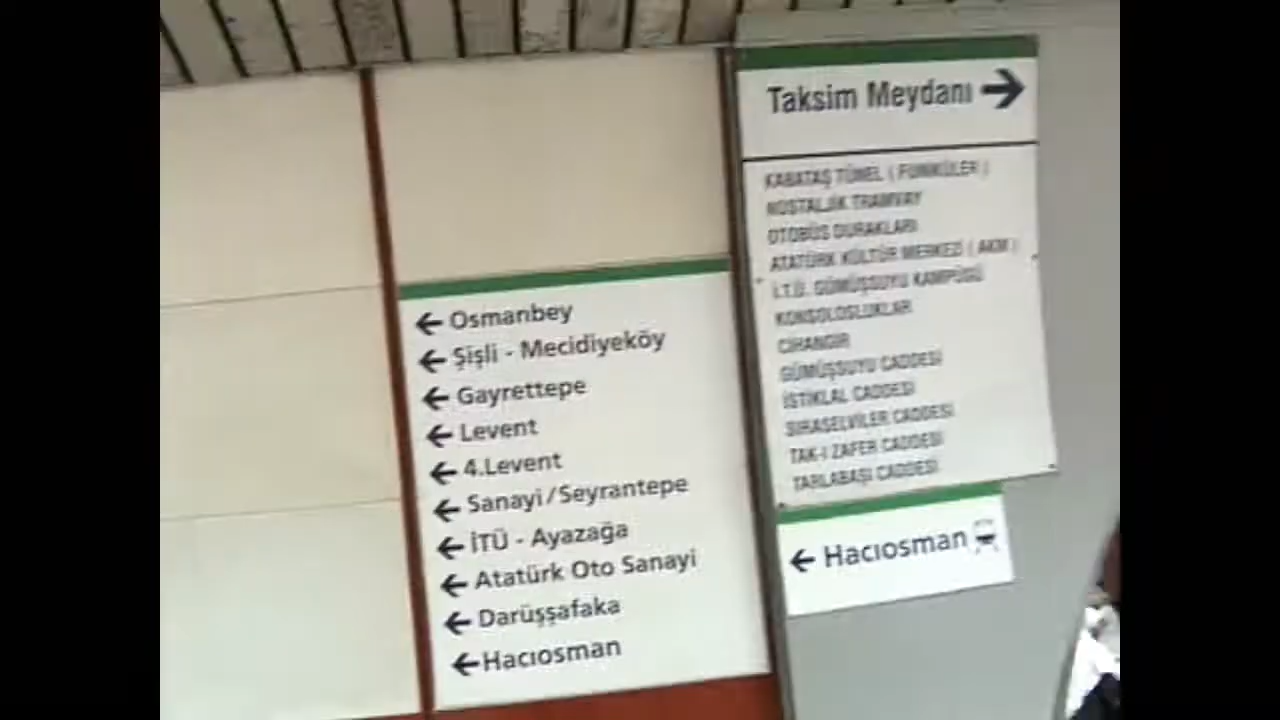 Osmanbey
Şişli - Mecidiyeköy
Gayrettepe
Levent
4.Levent
Sanayi/Seyrantepe
İTÜ - Ayazağa
Atatürk Oto Sanayi
Darüşşafaka
Hacıosman
Taksim Meydanı
KABATAŞ TÜNEL ( FÜNİKÜLER )
NOSTALJİK TRAMVAY
OTOBÜS DURAKLARI
ATATÜRK KÜLTÜR MERKEZİ ( AKM )
İ.T.Ü. GÜMÜŞSUYU KAMPÜSÜ
KONSOLOSLUKLAR
CİHANGİR
GÜMÜŞSUYU CADDESİ
İSTİKLAL CADDESİ
SIRASELVİLER CADDESİ
TAK-I ZAFER CADDESİ
TARLABAŞI CADDESİ
Hacıosman